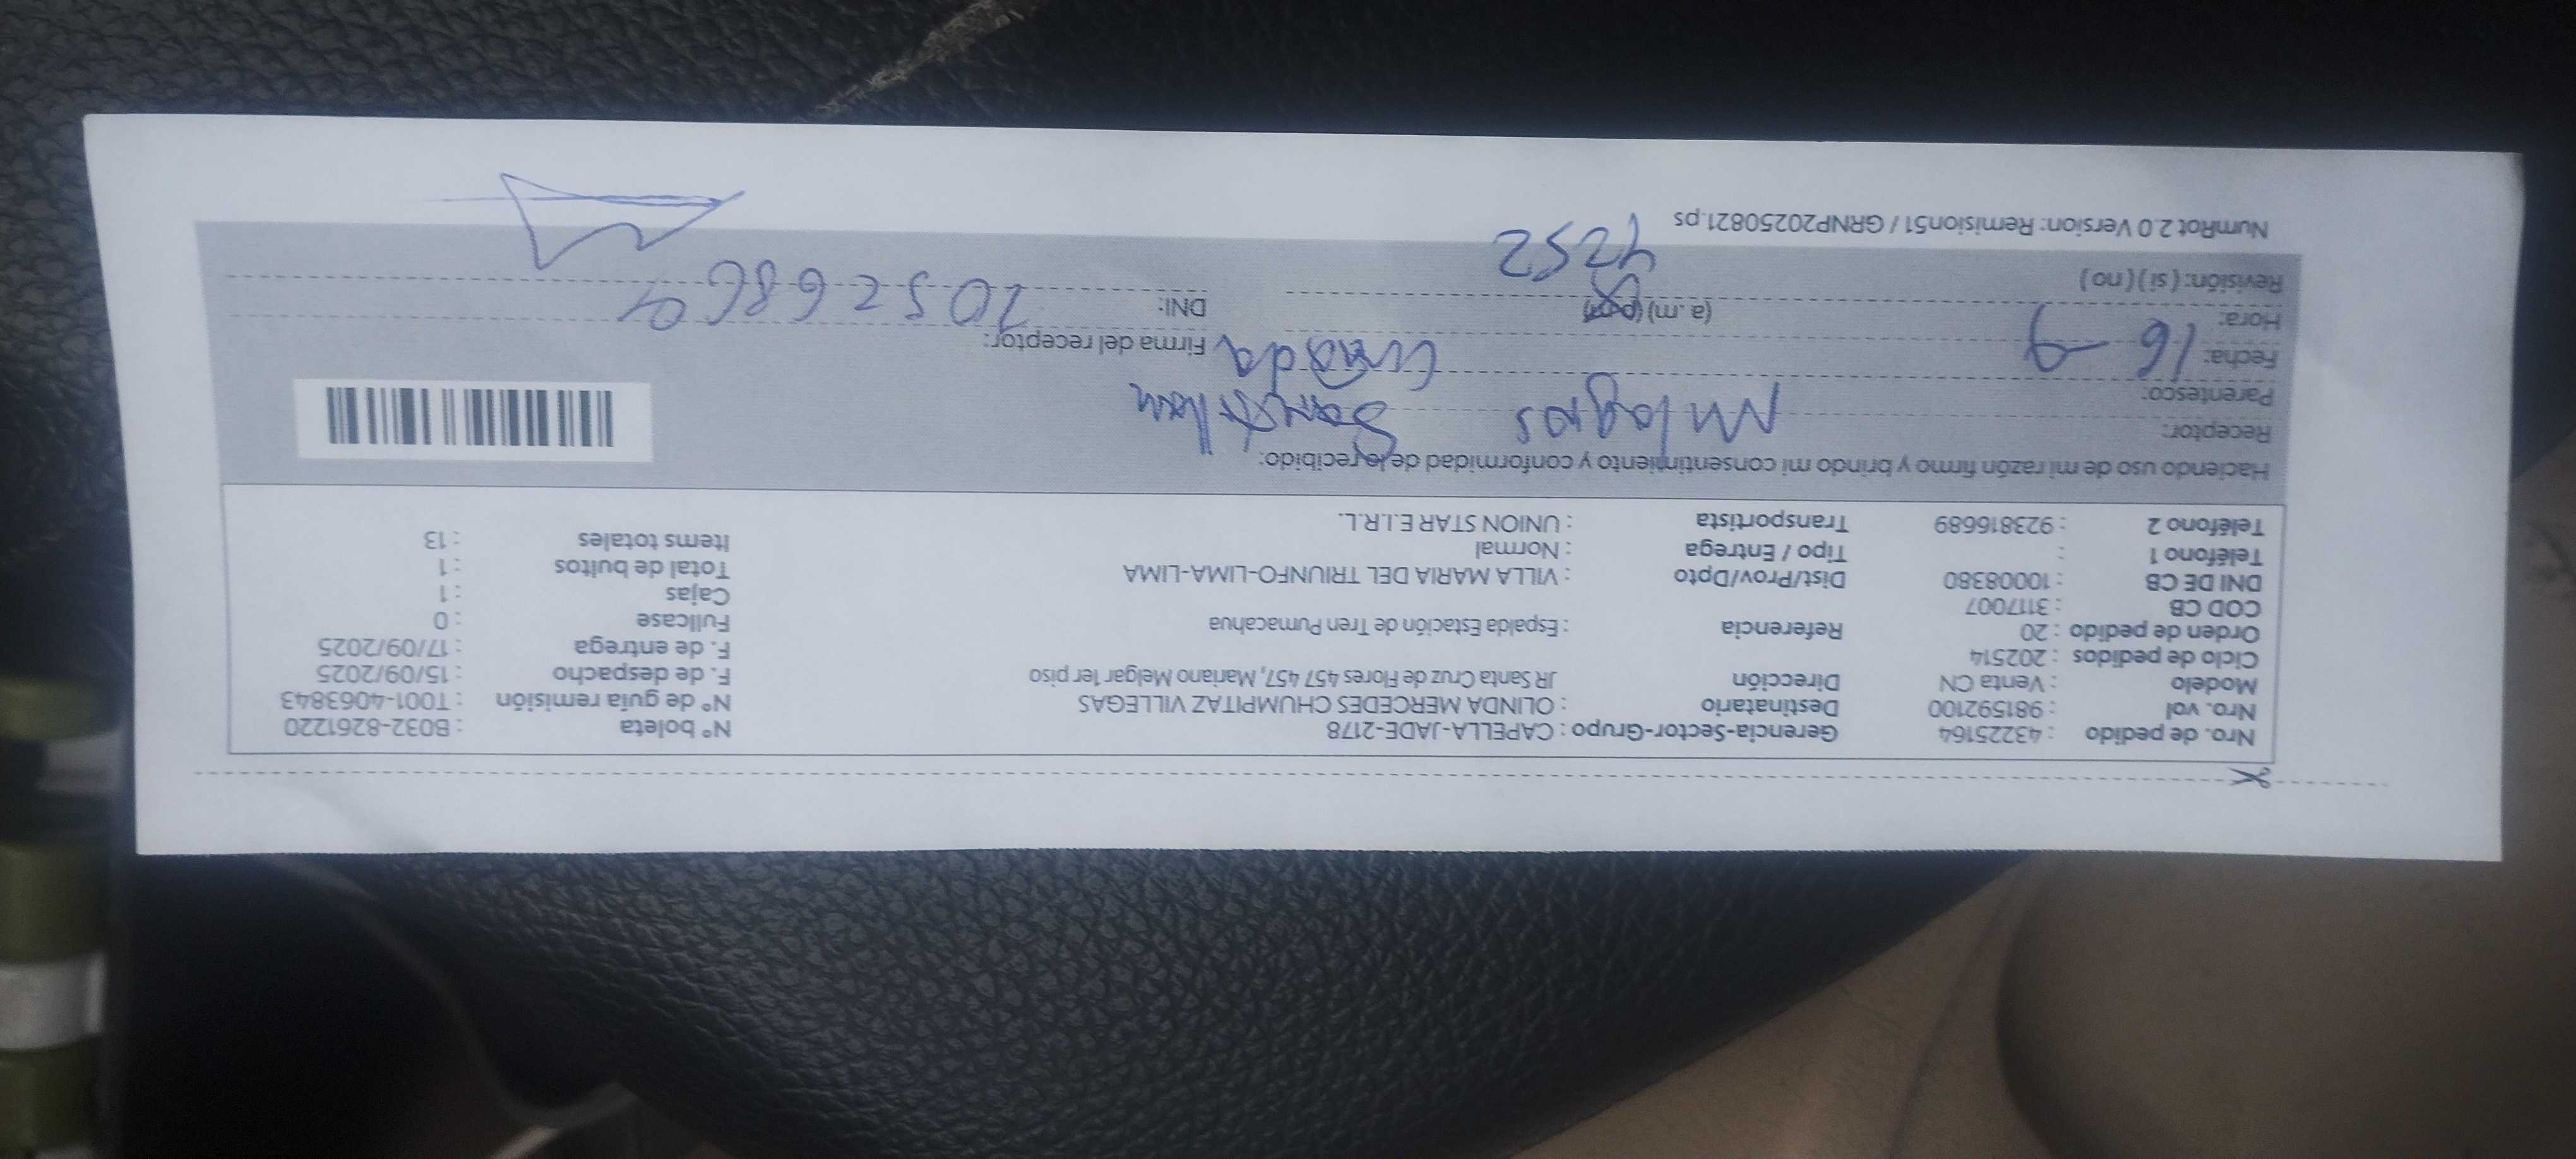 Nro. de pedido : 43225164 Gerencia-Sector-Grupo : CAPELLA-JADE-2178 N° boleta : B032-8261220
Nro. vol : 981592100 Destinatario : OLINDA MERCEDES CHUMPITAZ VILLEGAS N° de guía remisión : T001-4063843
Modelo : Venta CN Dirección JR Santa Cruz de Flores 457 457, Mariano Melgar 1er piso F. de despacho : 15/09/2025
Ciclo de pedidos : 202514 F. de entrega : 17/09/2025
Orden de pedido : 20 Referencia : Espalda Estación de Tren Pumacahua Fullcase : 0
COD CB : 3117007 Cajas : 1
DNI DE CB : 10008380 Dist/Prov/Dpto : VILLA MARIA DEL TRIUNFO-LIMA-LIMA Total de bultos : 1
Teléfono 1 : Tipo / Entrega : Normal Items totales : 13
Teléfono 2 : 923816689 Transportista : UNION STAR E.I.R.L.
Haciendo uso de mi razón firmo y brindo mi consentimiento y conformidad de lo recibido:
Receptor: Milagros Santillan
Parentesco: Cuñada
Fecha: 16-9 Firma del receptor:
Hora: (a.m) DNI:
Revisión: (si) (no) 4252
NumRot 2.0 Version: Remision51 / GRNP20250821.ps